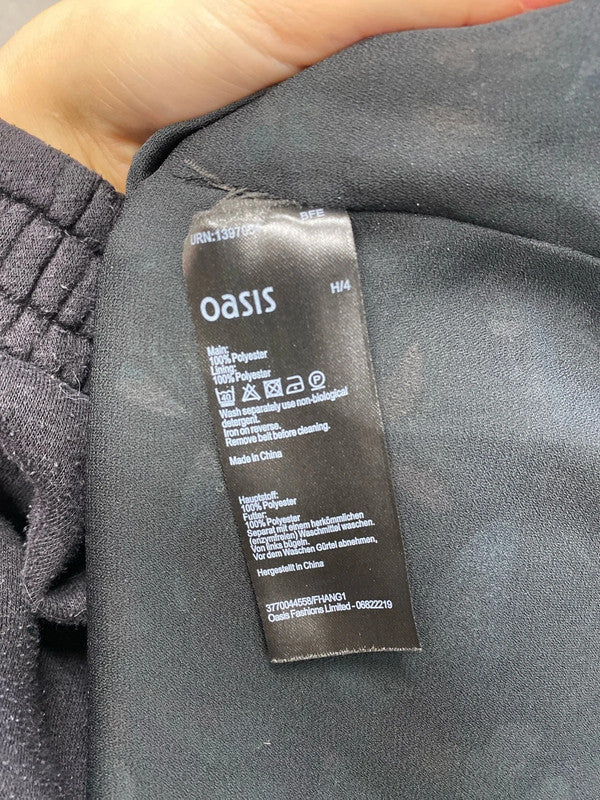 BFE
oasis
H/4
Main:
100% Polyester
Lining:
100% Polyester
40
Wash separately use non-biological
detergent.
Iron on reverse.
Remove belt before cleaning.
Made in China
Hauptstoff:
100% Polyester
Futter:
100% Polyester
Separat mit einem herkömmlichen
(enzymfreien) Waschmittel waschen.
Von links bügeln.
Vor dem Waschen Gürtel abnehmen,
Hergestellt in China
3770044558/FHANG1
Oasis Fashions Limited - 06822219